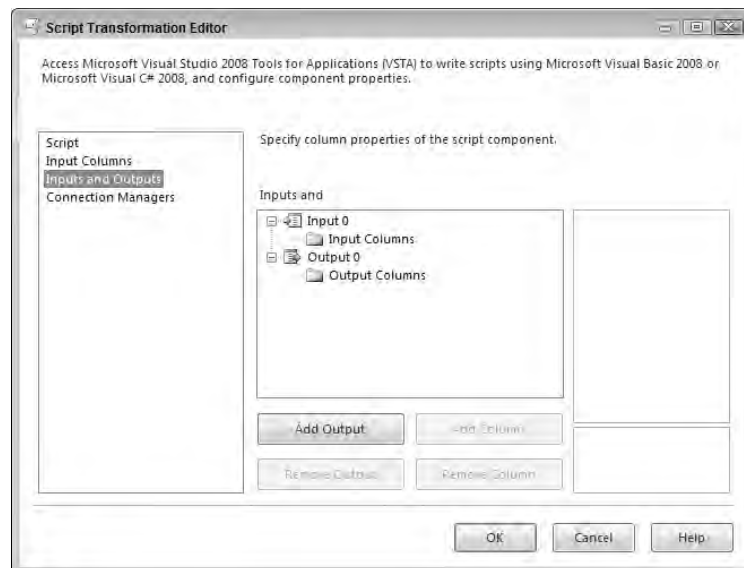 Script Transformation Editor
Access Microsoft Visual Studio 2008 Tools for Applications (VSTA) to write scripts using Microsoft Visual Basic 2008 or
Microsoft Visual C# 2008, and configure component properties.
Script
Input Columns
Inputs and Outputs
Connection Managers
Specify column properties of the script component.
Inputs and
Input 0
Input Columns
Output 0
Output Columns
Add Output
Add Column
Remove Output
Remove Column
OK
Cancel
Help